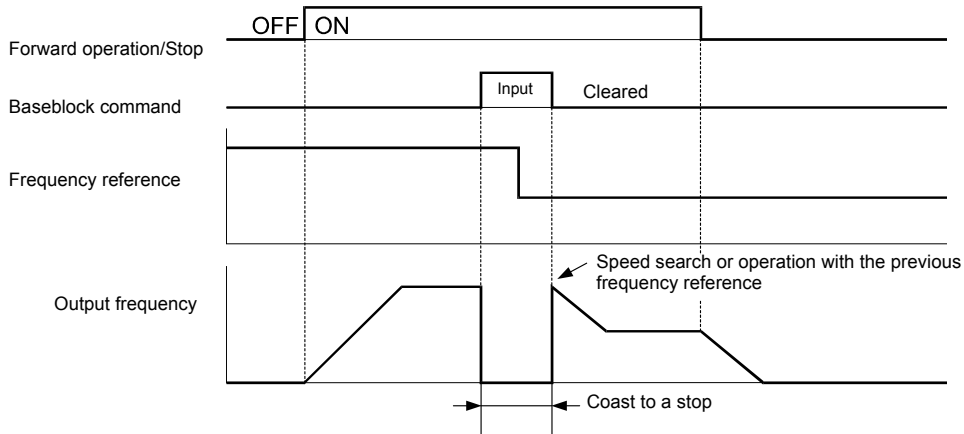 OFF ON
Forward operation/Stop
Input
Cleared
Baseblock command
Frequency reference
Speed search or operation with the previous
frequency reference
Output frequency
Coast to a stop